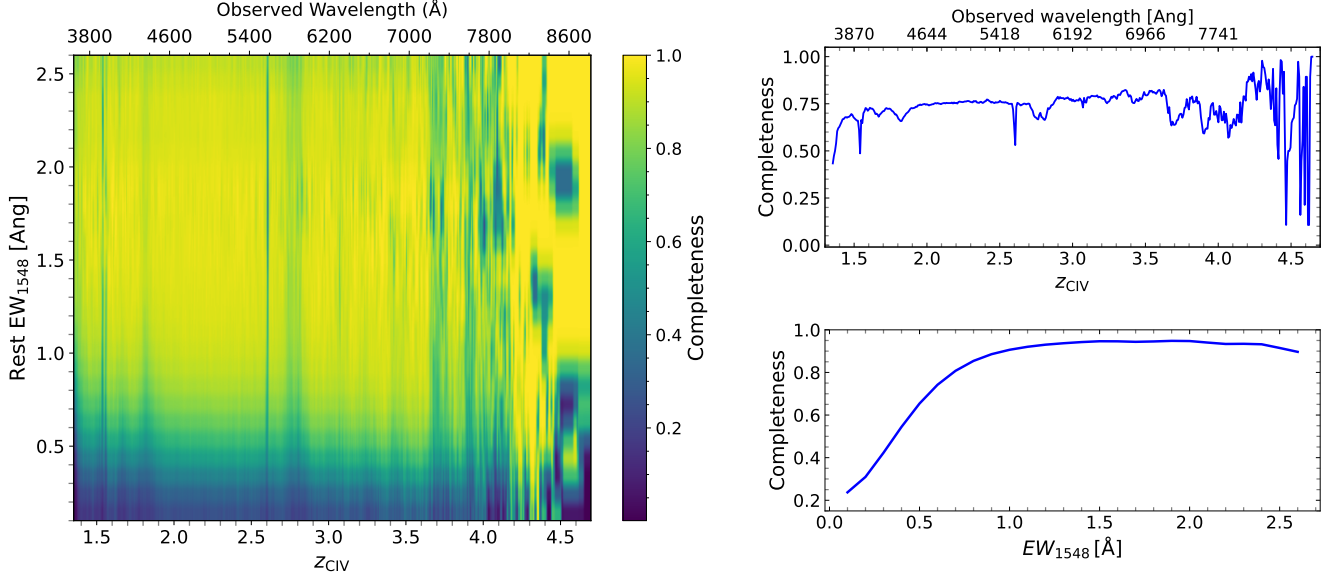 Observed Wavelength (Å)
3800 4600 5400 6200 7000 7800 8600
2.5
2.0
1.5
1.0
0.5
Rest EW1548 [Ang]
1.5 2.0 2.5 3.0 3.5 4.0 4.5
zCIV
1.0
0.8
0.6
0.4
0.2
Completeness
Observed wavelength [Ang]
3870 4644 5418 6192 6966 7741
1.00
0.75
0.50
0.25
0.00
Completeness
1.5 2.0 2.5 3.0 3.5 4.0 4.5
zCIV
1.0
0.8
0.6
0.4
0.2
Completeness
0.0 0.5 1.0 1.5 2.0 2.5
EW1548 [Å]